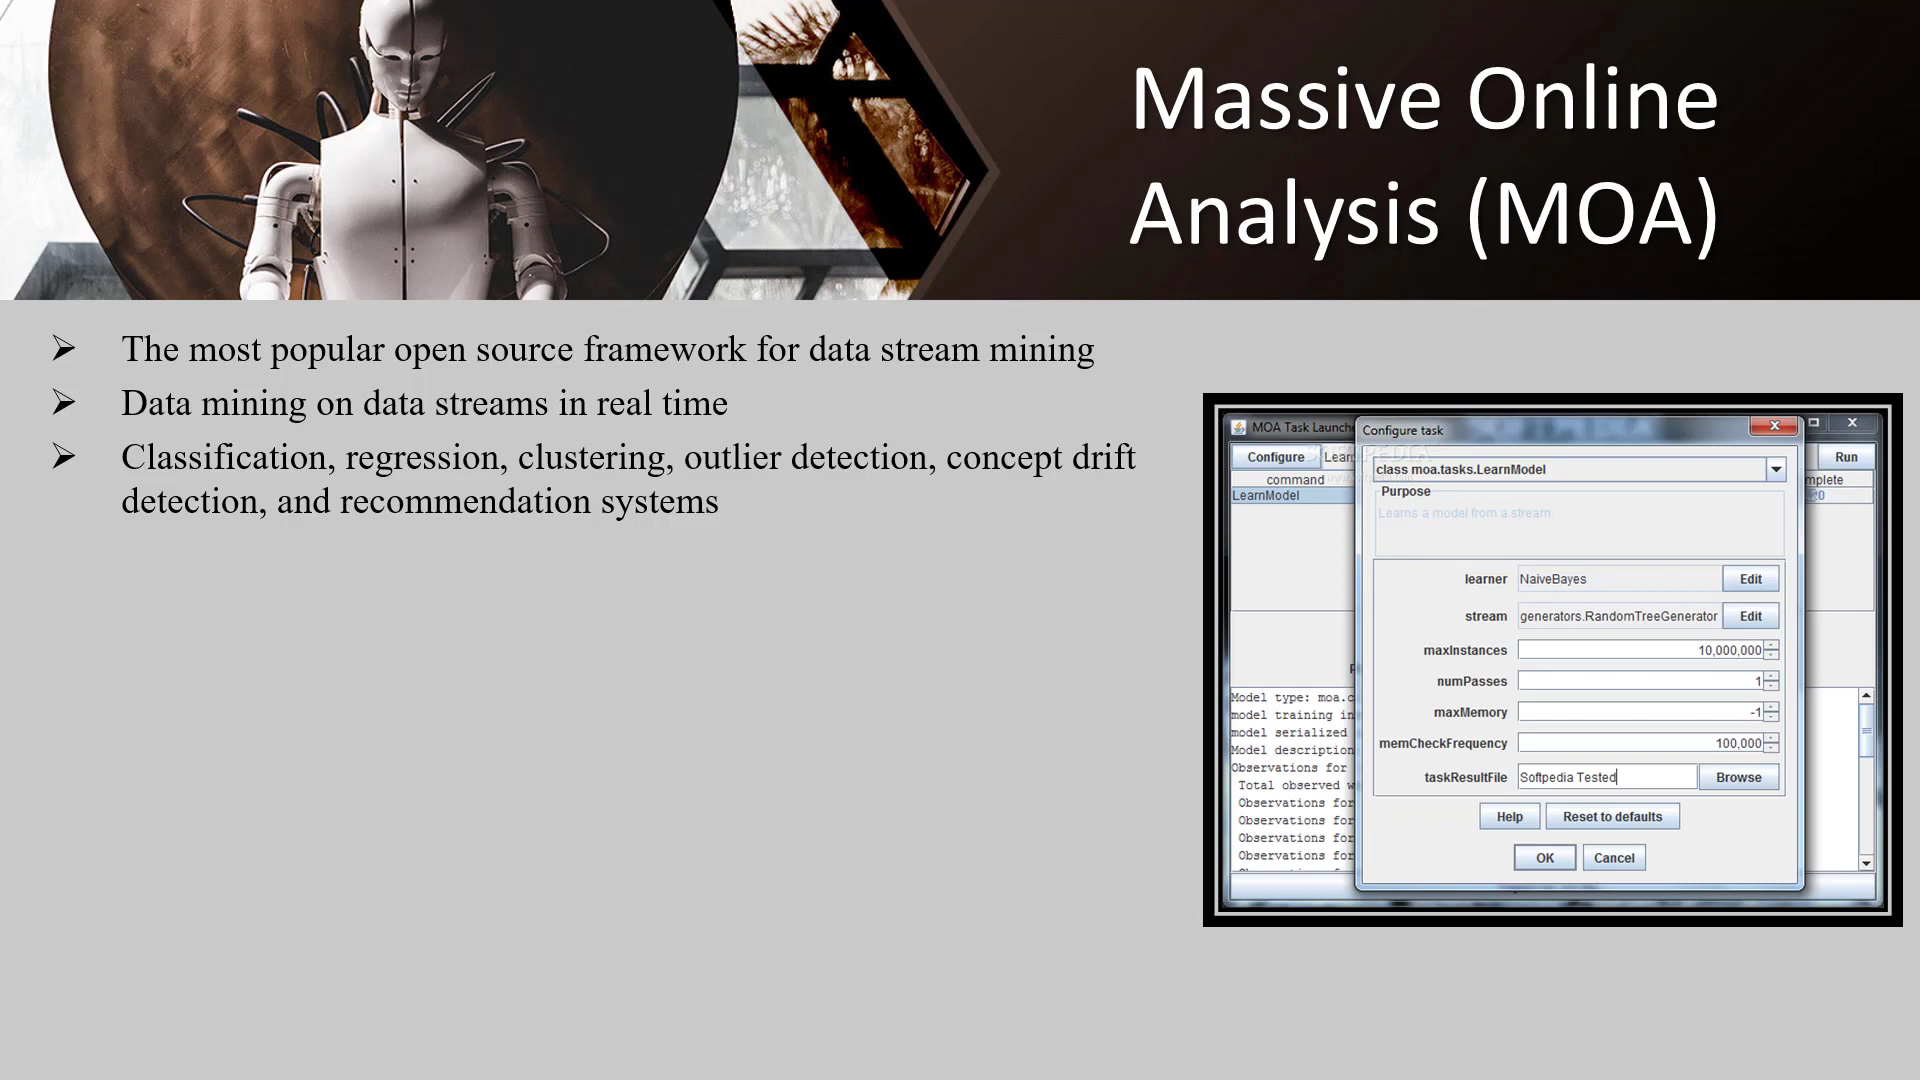 Massive Online
Analysis (MOA)
The most popular open source framework for data stream mining
Data mining on data streams in real time
Classification, regression, clustering, outlier detection, concept drift
detection, and recommendation systems
MOA Task Launche
Configure task
Configure
Learn
class moa.tasks.LearnModel
Run
command
mplete
LearnModel
Purpose
Learns a model from a stream.
learner NaiveBayes Edit
stream generators.RandomTreeGenerator Edit
maxInstances 10,000,000
numPasses 1
maxMemory -1
memCheckFrequency 100,000
taskResultFile Softpedia Tested Browse
Help Reset to defaults
OK Cancel
Model type: moa.c
model training in
model serialized
Model description
Observations for
Total observed w
Observations for
Observations for
Observations for
Observations for